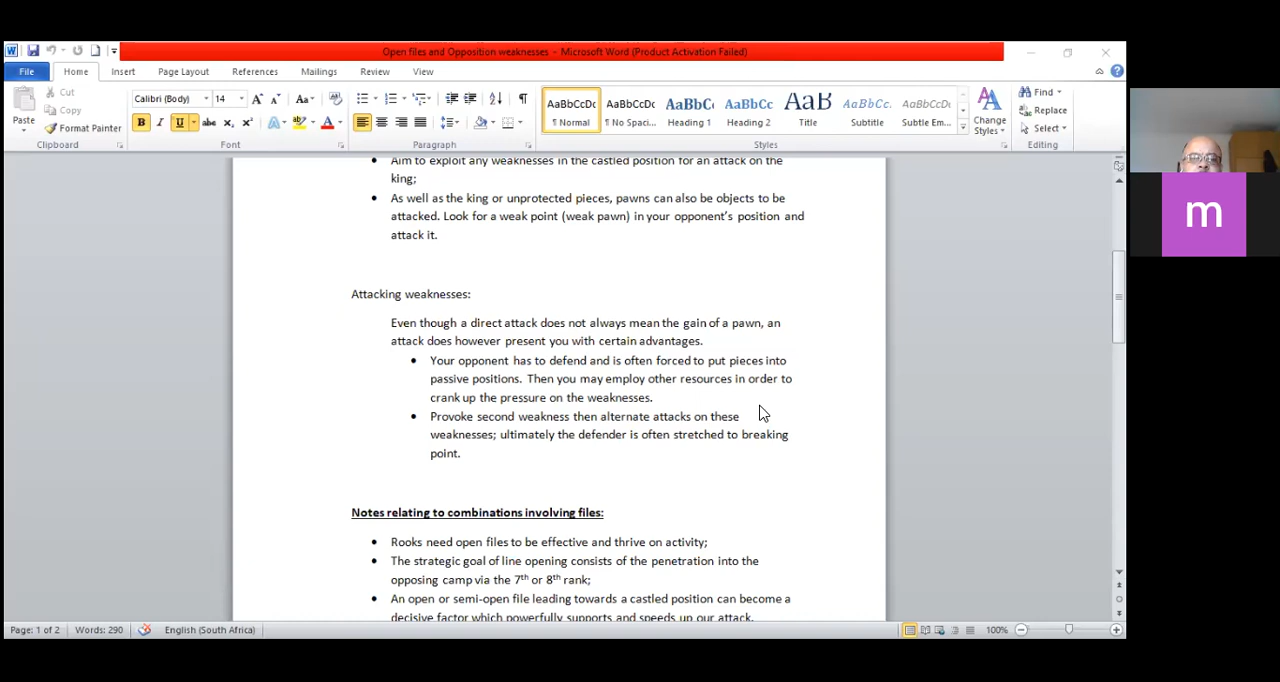 Open files and Opposition weaknesses - Microsoft Word (Product Activation Failed)
File Home Insert Page Layout References Mailings Review View
Cut
Copy
Format Painter
Paste
Calibri (Body) 14
AaBbCcDc AaBbCcDc AaBbC AaBbCc AaB AaBbCc. AaBbCcDc
¶ Normal ¶ No Spaci... Heading 1 Heading 2 Title Subtitle Subtle Em...
Change Styles
Find
Replace
Select
Clipboard Font Paragraph Styles Editing
Aim to exploit any weaknesses in the castled position for an attack on the
king;
As well as the king or unprotected pieces, pawns can also be objects to be
attacked. Look for a weak point (weak pawn) in your opponent's position and
attack it.
Attacking weaknesses:
Even though a direct attack does not always mean the gain of a pawn, an
attack does however present you with certain advantages.
Your opponent has to defend and is often forced to put pieces into
passive positions. Then you may employ other resources in order to
crank up the pressure on the weaknesses.
Provoke second weakness then alternate attacks on these
weaknesses; ultimately the defender is often stretched to breaking
point.
Notes relating to combinations involving files:
Rooks need open files to be effective and thrive on activity;
The strategic goal of line opening consists of the penetration into the
opposing camp via the 7th or 8th rank;
An open or semi-open file leading towards a castled position can become a
decisive factor which powerfully supports and speeds up our attack.
Page: 1 of 2 Words: 290 English (South Africa) 100%
m